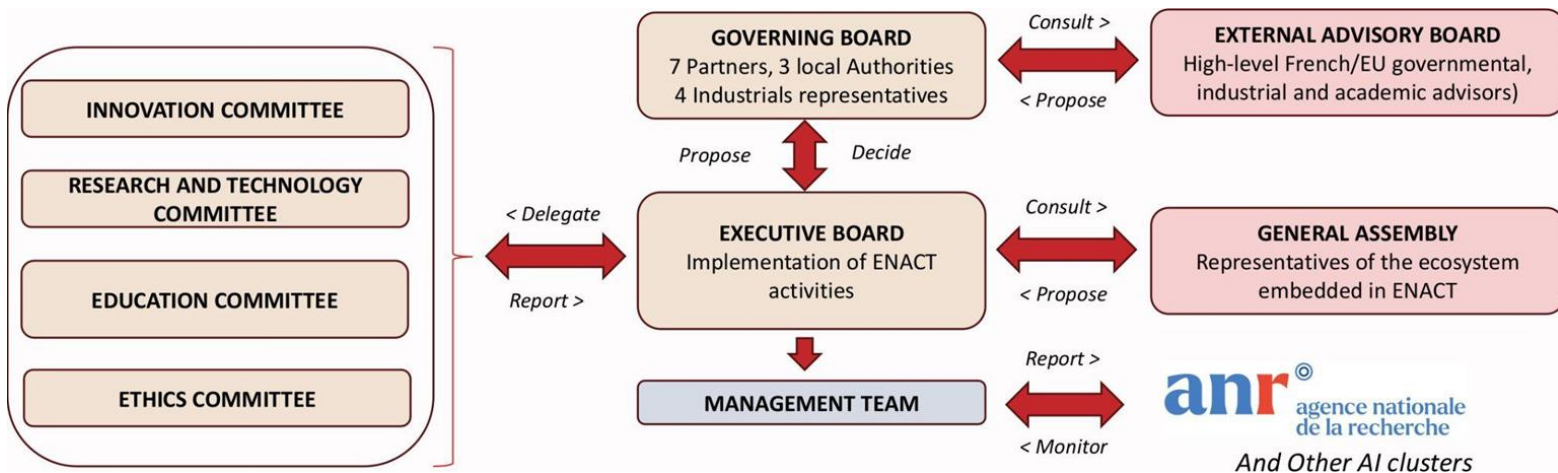 INNOVATION COMMITTEE
RESEARCH AND TECHNOLOGY
COMMITTEE
EDUCATION COMMITTEE
ETHICS COMMITTEE
< Delegate
Report >
GOVERNING BOARD
7 Partners, 3 local Authorities
4 Industrials representatives
Propose
Decide
EXECUTIVE BOARD
Implementation of ENACT
activities
MANAGEMENT TEAM
Consult >
< Propose
EXTERNAL ADVISORY BOARD
High-level French/EU governmental,
industrial and academic advisors)
Consult >
< Propose
GENERAL ASSEMBLY
Representatives of the ecosystem
embedded in ENACT
Report >
< Monitor
anr
agence nationale
de la recherche
And Other AI clusters